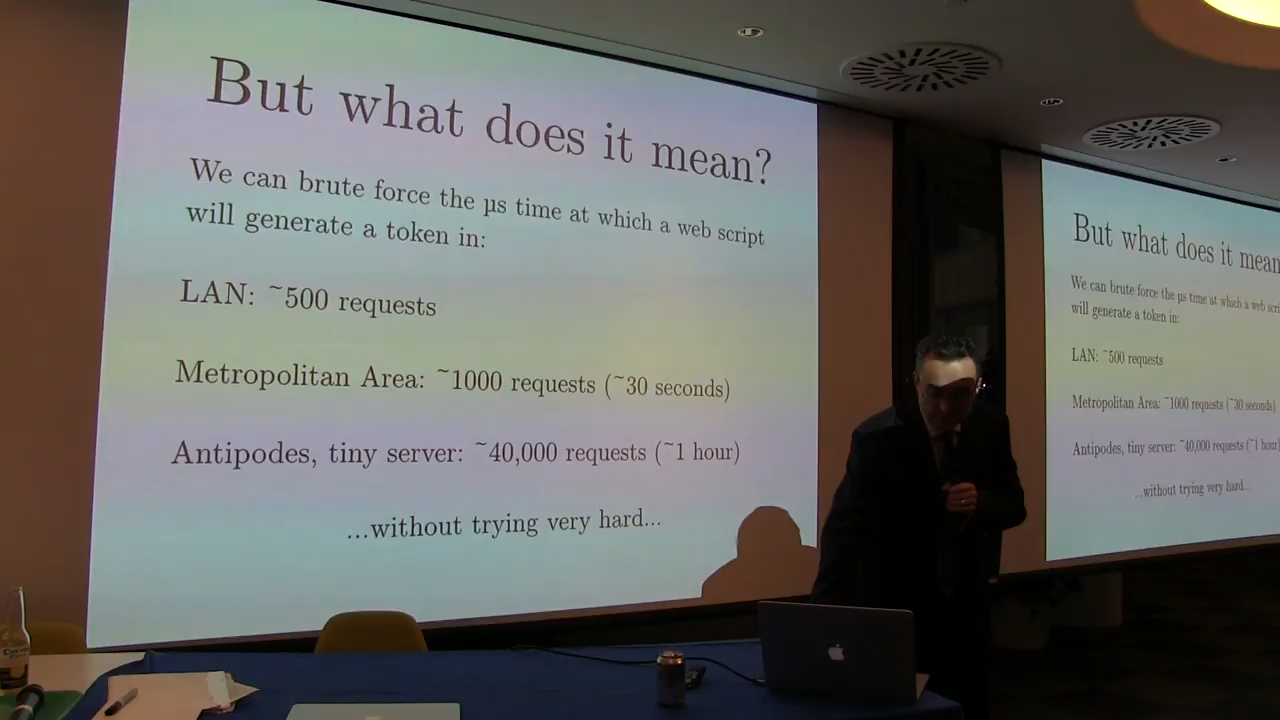 But what does it mean?
We can brute force the µs time at which a web script
will generate a token in:
LAN: ~500 requests
Metropolitan Area: ~1000 requests (~30 seconds)
Antipodes, tiny server: ~40,000 requests (~1 hour)
...without trying very hard...
But what does it mean
We can brute force the µs time at which a web scri
will generate a token in:
LAN: ~500 requests
Metropolitan Area: ~1000 requests (~30 seconds)
Antipodes, tiny server: ~40,000 requests (~1 hour
...without trying very hard...